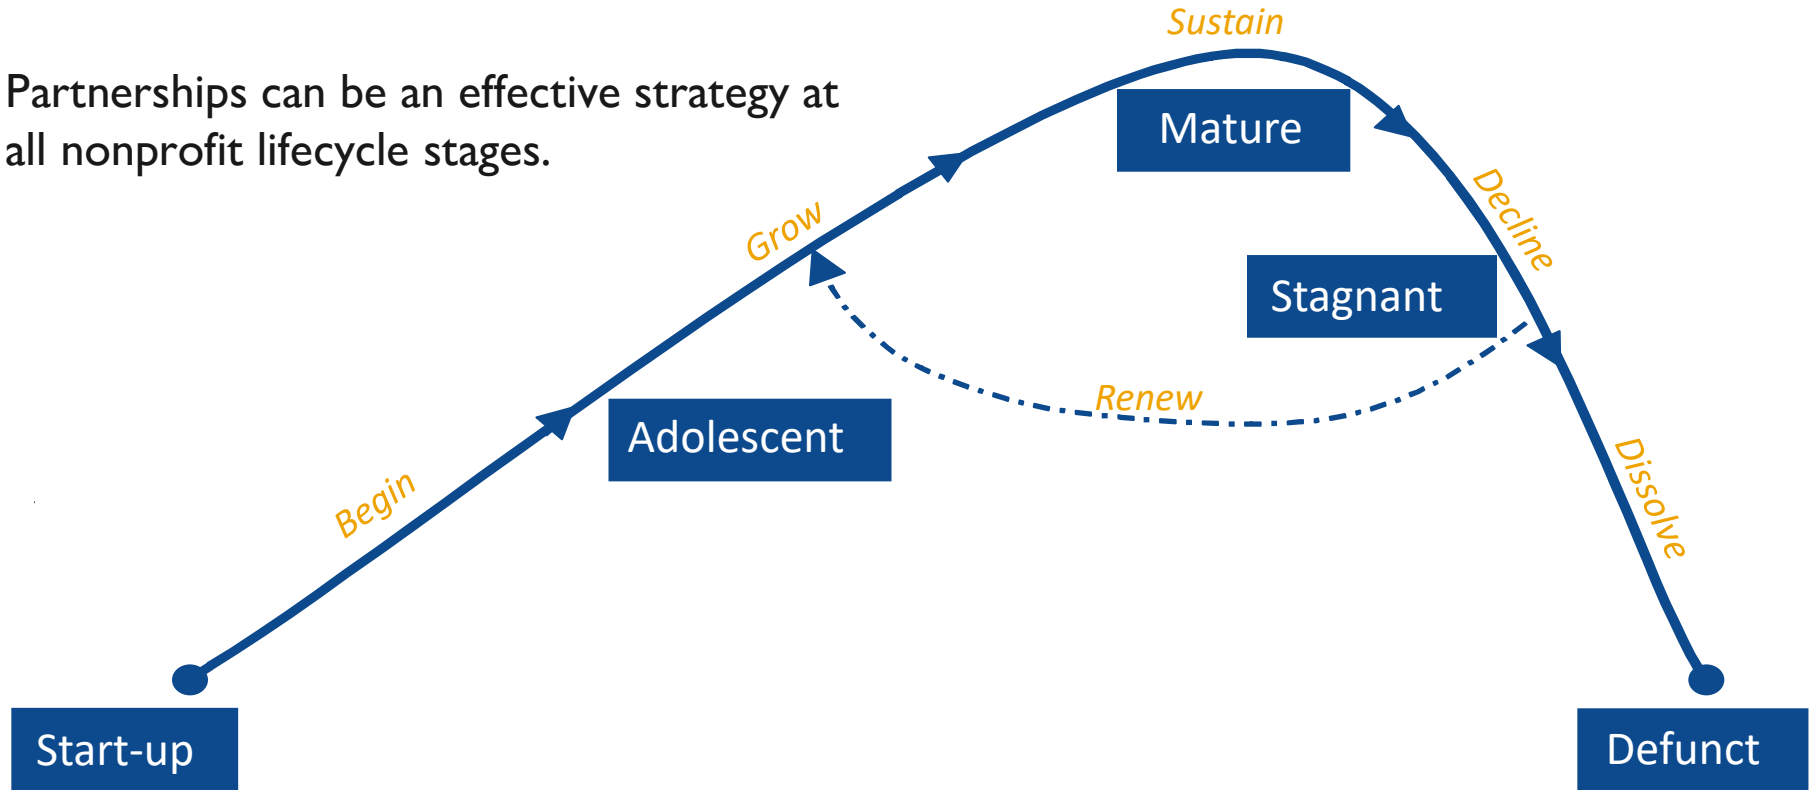 Sustain
Partnerships can be an effective strategy at
all nonprofit lifecycle stages.
Mature
Decline
Grow
Stagnant
Renew
Adolescent
Begin
Dissolve
Start-up
Defunct